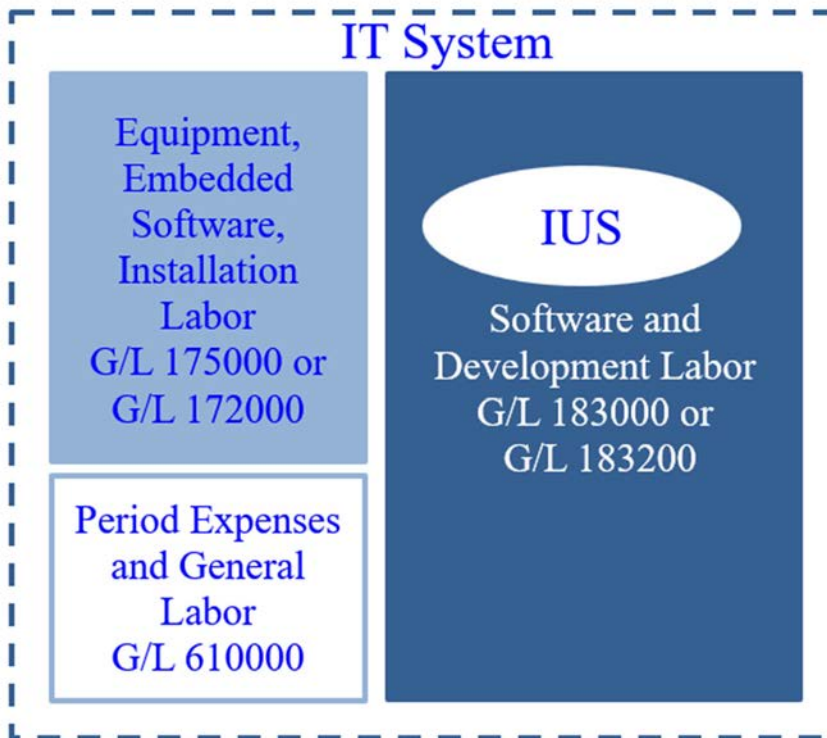 IT System
Equipment,
Embedded
Software,
Installation
Labor
G/L 175000 or
G/L 172000
Period Expenses
and General
Labor
G/L 610000
IUS
Software and
Development Labor
G/L 183000 or
G/L 183200